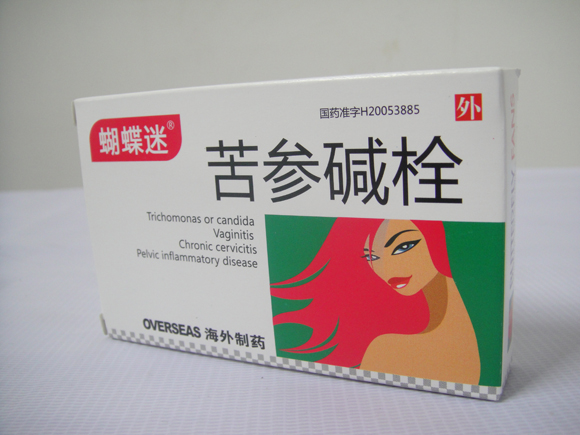 国药准字H20053885
外
蝴蝶迷®
苦参碱栓
Trichomonas or candida
Vaginitis
Chronic cervicitis
Pelvic inflammatory disease
OVERSEAS 海外制药